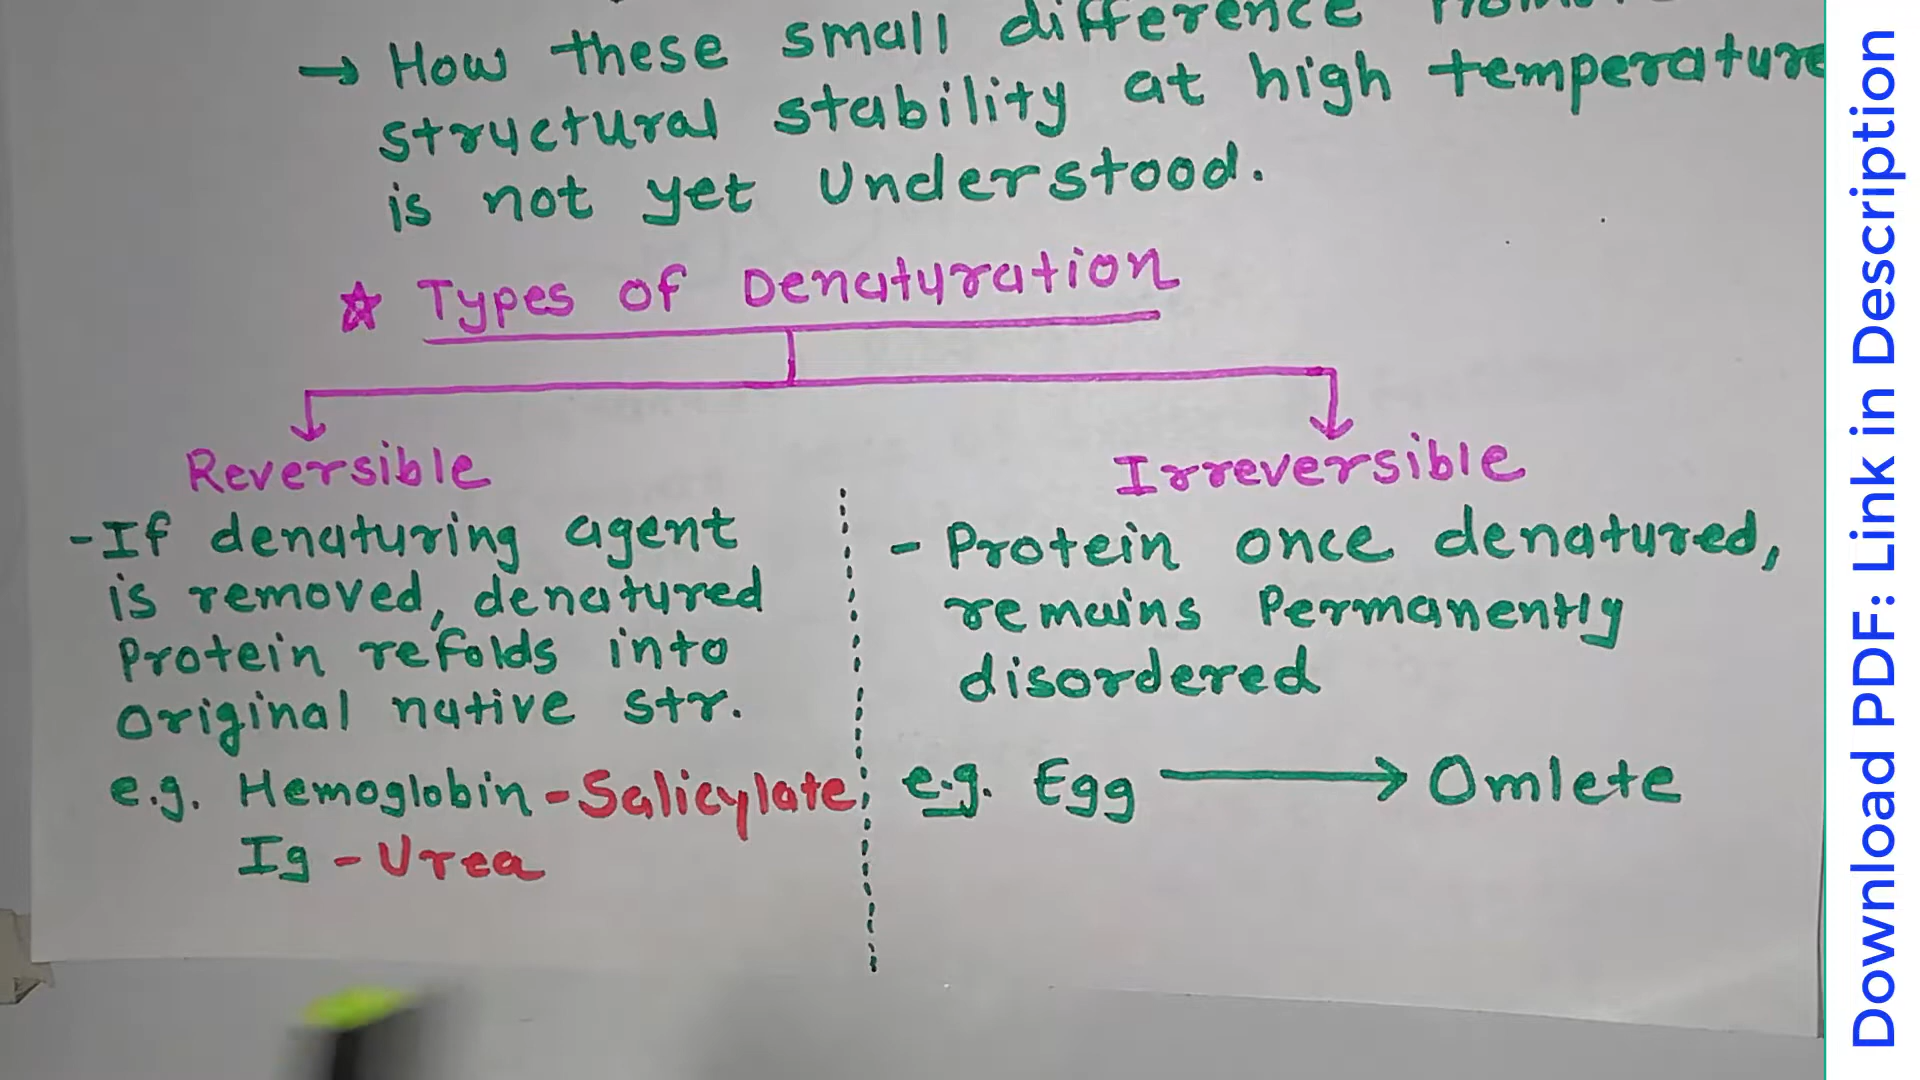 → How these small difference
structural stability at high temperature
is not yet Understood.
☆ Types of Denaturation
Reversible
-If denaturing agent
is removed, denatured
Protein refolds into
Original native str.
e.g. Hemoglobin - Salicylate
Ig - Urea
Irreversible
- Protein once denatured,
remains Permanently
disordered
e.g. Egg → Omlete
Download PDF: Link in Description